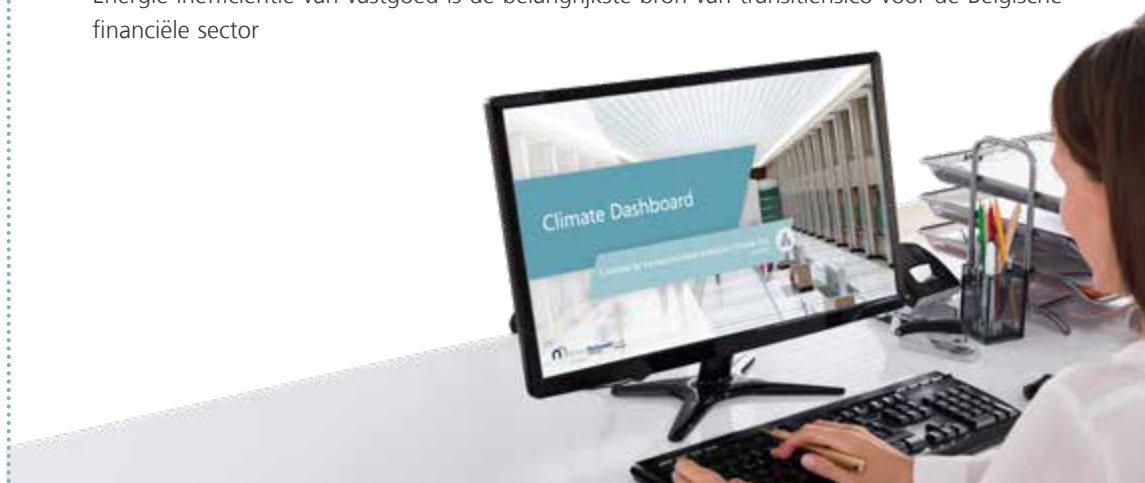 Energie-inefficiëntie van vastgoed is de belangrijkste bron van transitierisico voor de Belgische
financiële sector
Climate Dashboard